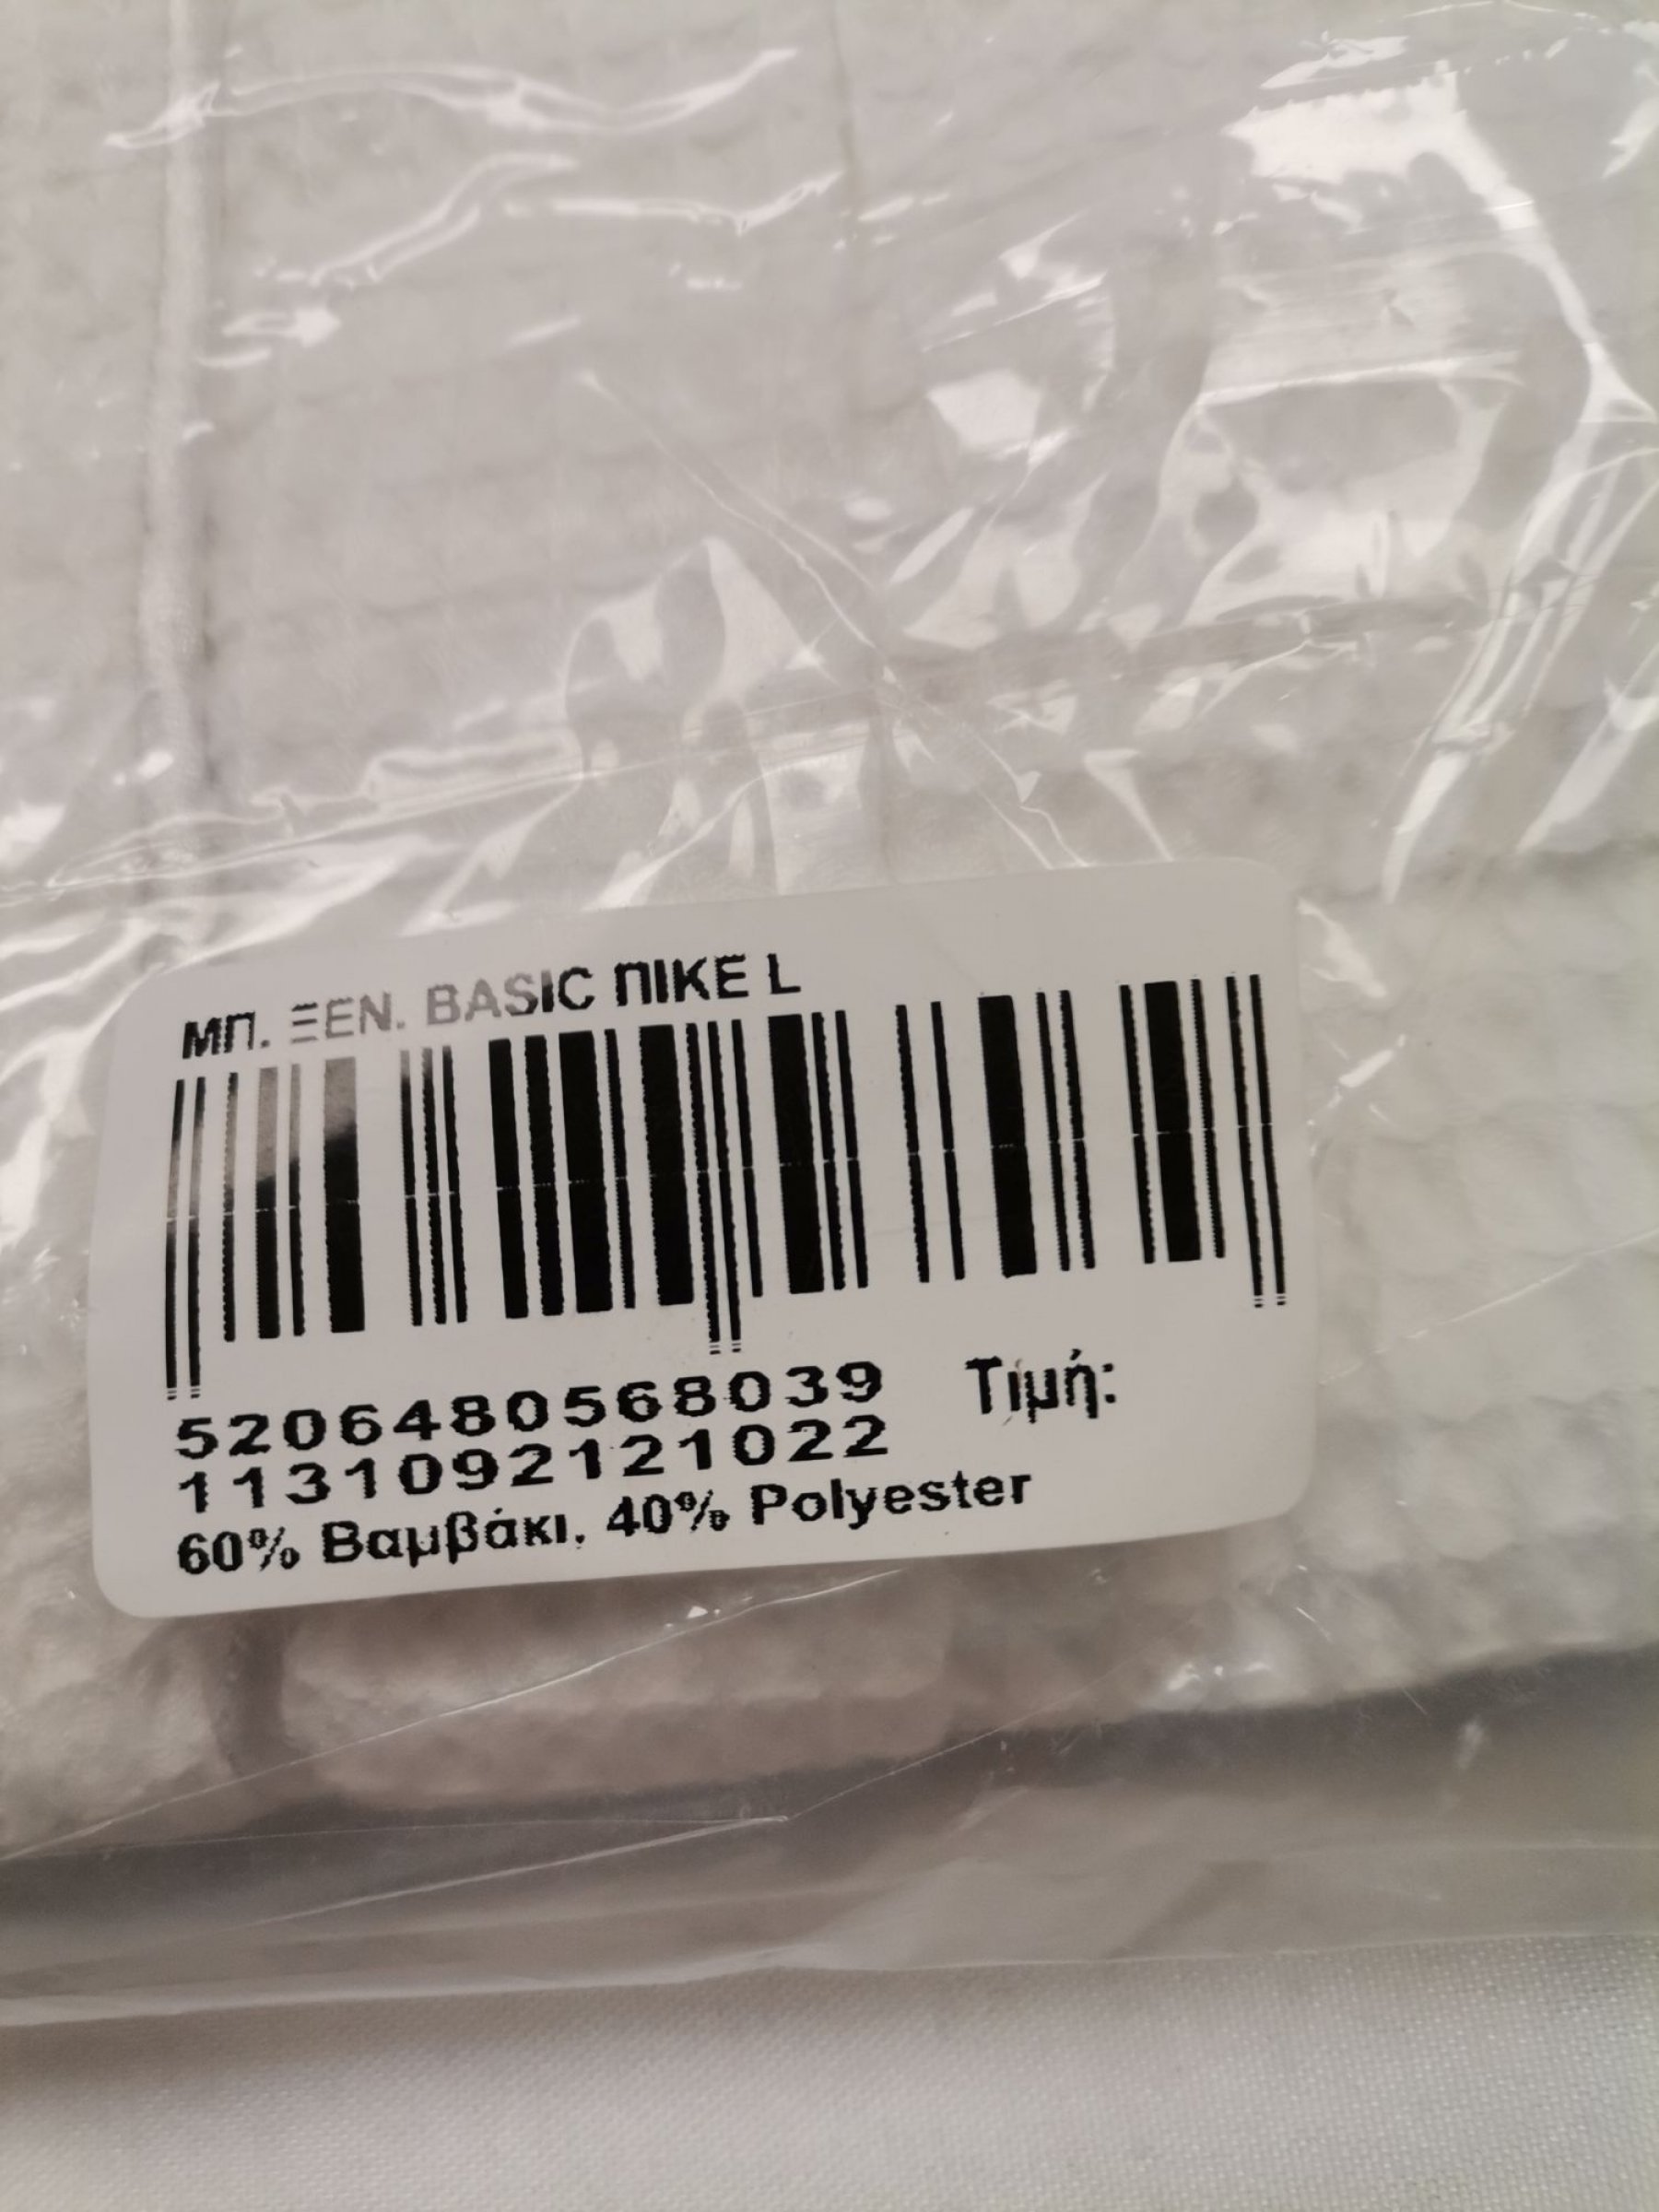 ΜΠ. ΞΕΝ. BASIC ΠΙΚΕ L
5206480568039 Τιμή:
1131092121022
60% Βαμβάκι, 40% Polyester